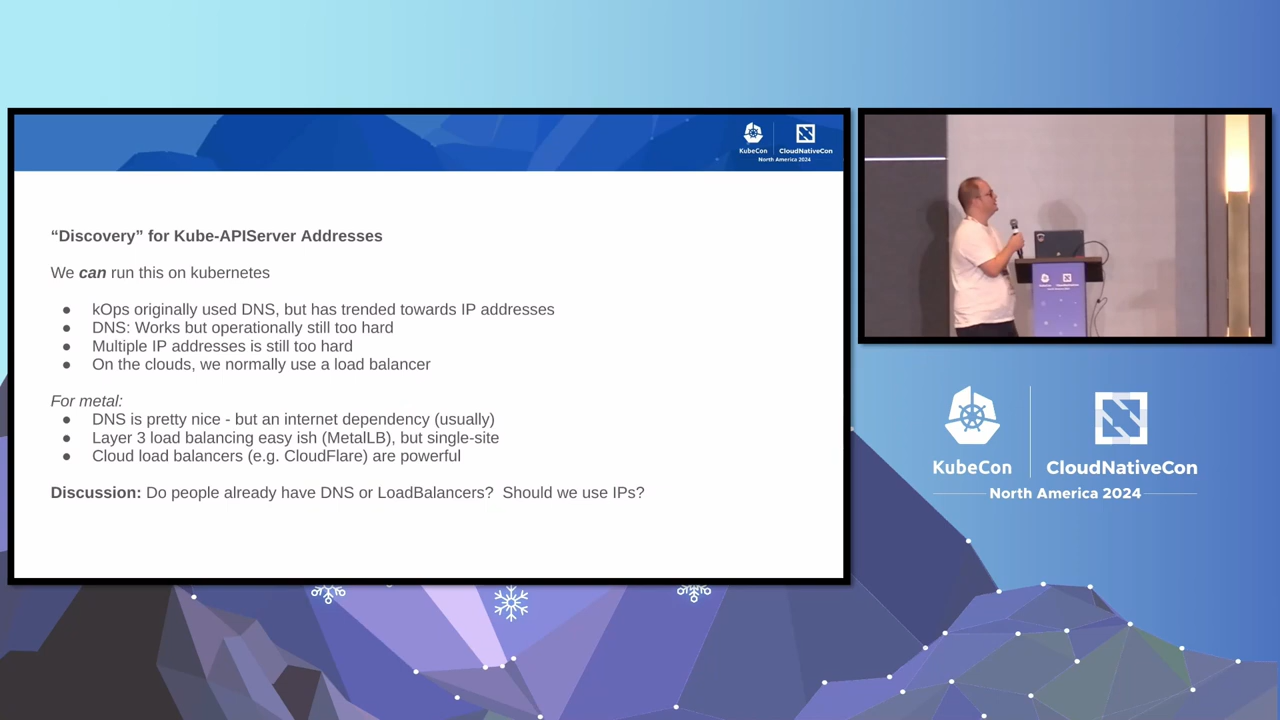 KubeCon
CloudNativeCon
North America 2024
“Discovery” for Kube-APIServer Addresses
We can run this on kubernetes
● kOps originally used DNS, but has trended towards IP addresses
● DNS: Works but operationally still too hard
● Multiple IP addresses is still too hard
● On the clouds, we normally use a load balancer
For metal:
● DNS is pretty nice - but an internet dependency (usually)
● Layer 3 load balancing easy ish (MetalLB), but single-site
● Cloud load balancers (e.g. CloudFlare) are powerful
Discussion: Do people already have DNS or LoadBalancers?  Should we use IPs?
KubeCon
CloudNativeCon
North America 2024